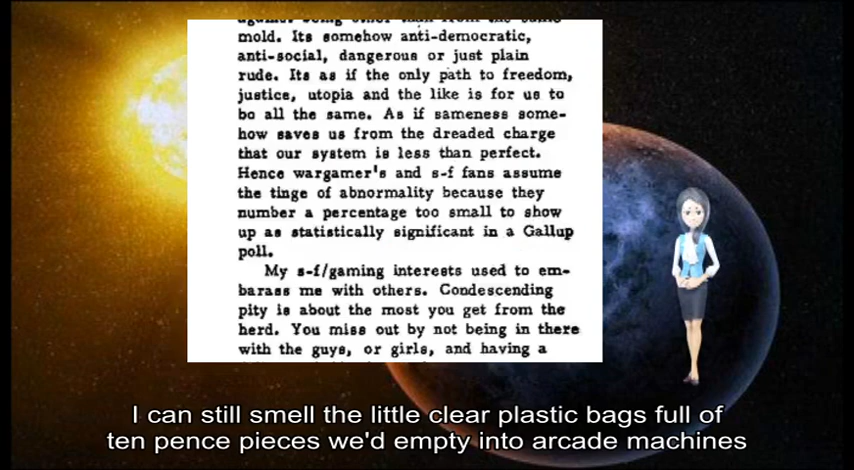 mold. Its somehow anti-democratic,
anti-social, dangerous or just plain
rude. Its as if the only path to freedom,
justice, utopia and the like is for us to
be all the same. As if sameness some-
how saves us from the dreaded charge
that our system is less than perfect.
Hence wargamer's and s-f fans assume
the tinge of abnormality because they
number a percentage too small to show
up as statistically significant in a Gallup
poll.
My s-f/gaming interests used to em-
barass me with others. Condescending
pity is about the most you get from the
herd. You miss out by not being in there
with the guys, or girls, and having a
I can still smell the little clear plastic bags full of
ten pence pieces we'd empty into arcade machines